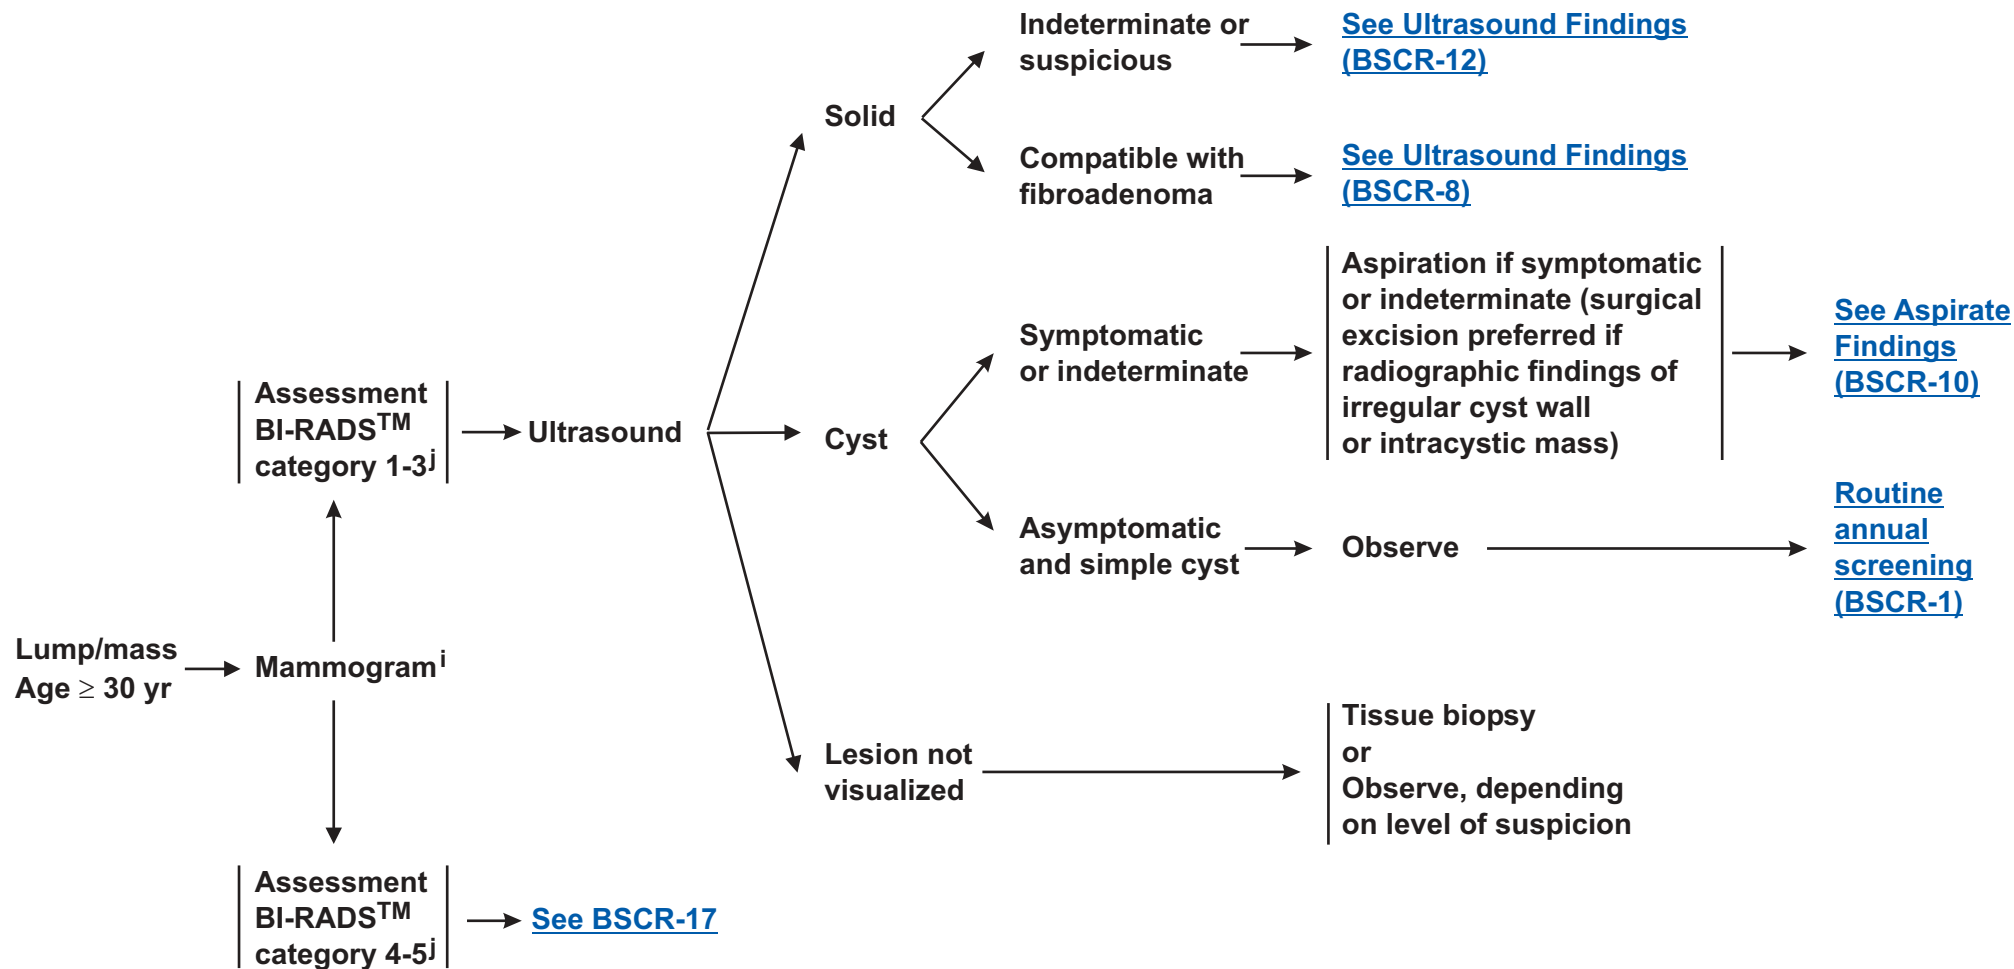 Indeterminate or
suspicious
See Ultrasound Findings
(BSCR-12)
Solid
Compatible with
fibroadenoma
See Ultrasound Findings
(BSCR-8)
Aspiration if symptomatic
or indeterminate (surgical
excision preferred if
radiographic findings of
irregular cyst wall
or intracystic mass)
Symptomatic
or indeterminate
See Aspirate
Findings
(BSCR-10)
Assessment
BI-RADS™
category 1-3j
Ultrasound
Cyst
Asymptomatic
and simple cyst
Observe
Routine
annual
screening
(BSCR-1)
Lump/mass
Age ≥ 30 yr
Mammogram i
Lesion not
visualized
Tissue biopsy
or
Observe, depending
on level of suspicion
Assessment
BI-RADS™
category 4-5j
See BSCR-17